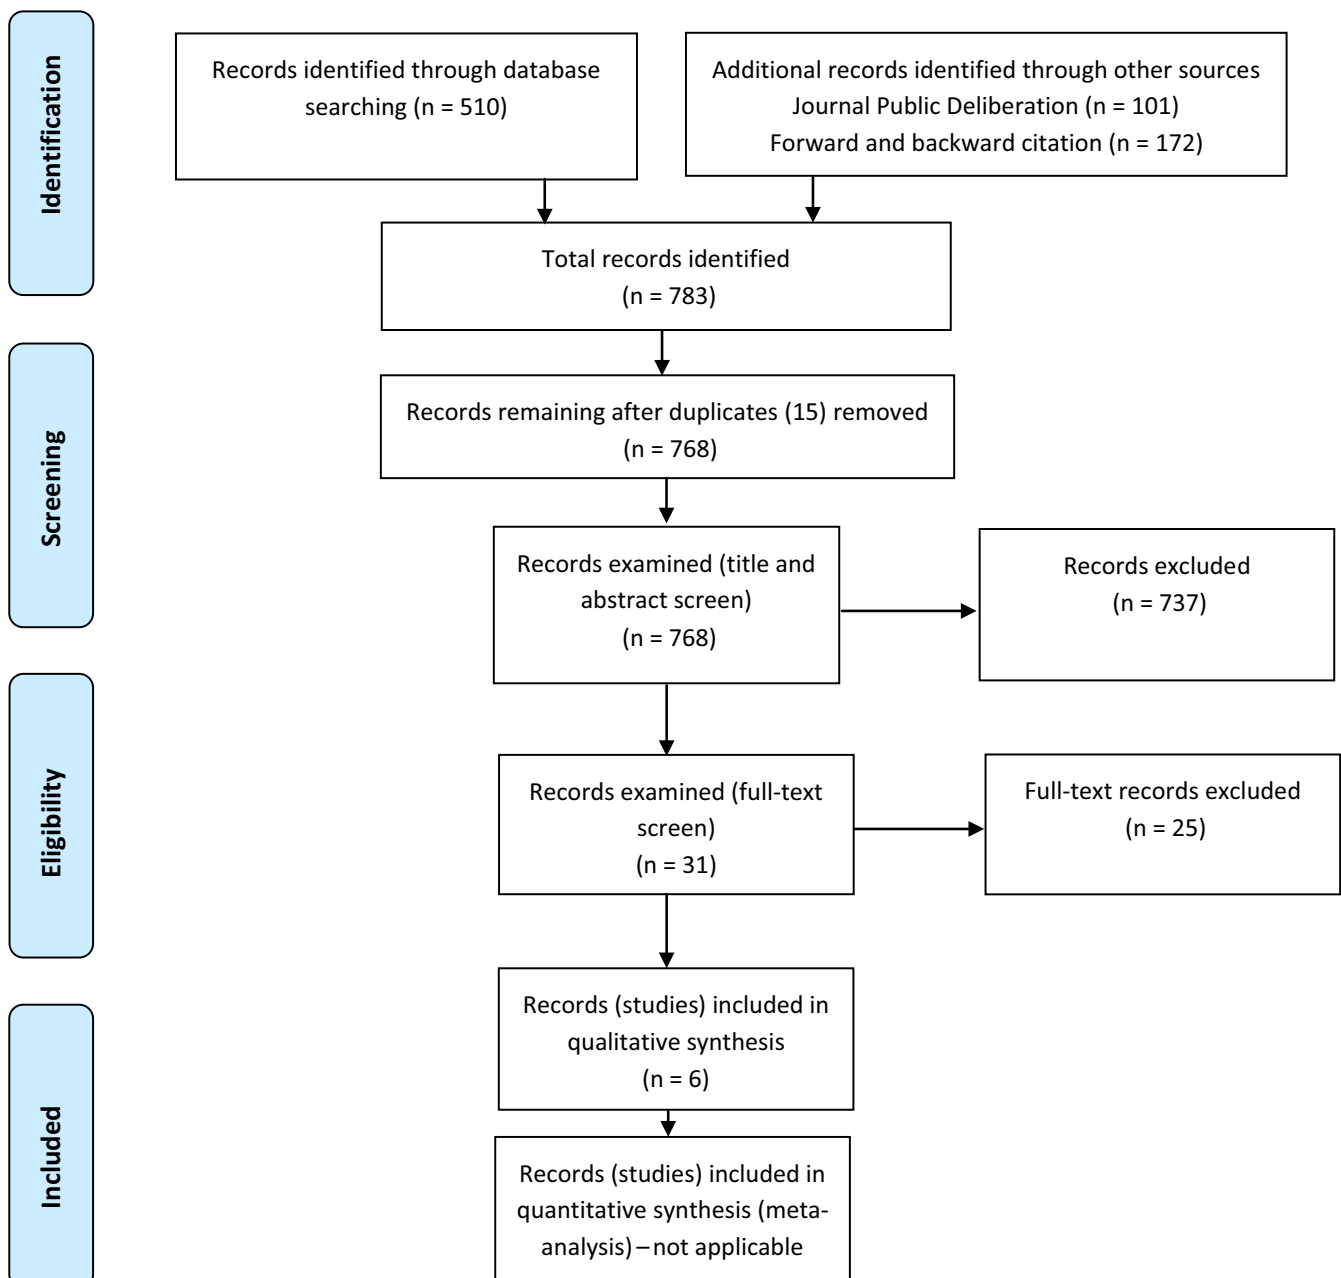 Identification
Records identified through database
searching (n = 510)
Additional records identified through other sources
Journal Public Deliberation (n = 101)
Forward and backward citation (n = 172)
Total records identified
(n = 783)
Screening
Records remaining after duplicates (15) removed
(n = 768)
Records examined (title and
abstract screen)
(n = 768)
Records excluded
(n = 737)
Eligibility
Records examined (full-text
screen)
(n = 31)
Full-text records excluded
(n = 25)
Included
Records (studies) included in
qualitative synthesis
(n = 6)
Records (studies) included in
quantitative synthesis (meta-
analysis) – not applicable